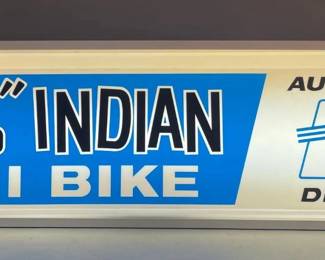 " INDIAN
I BIKE
AU
D